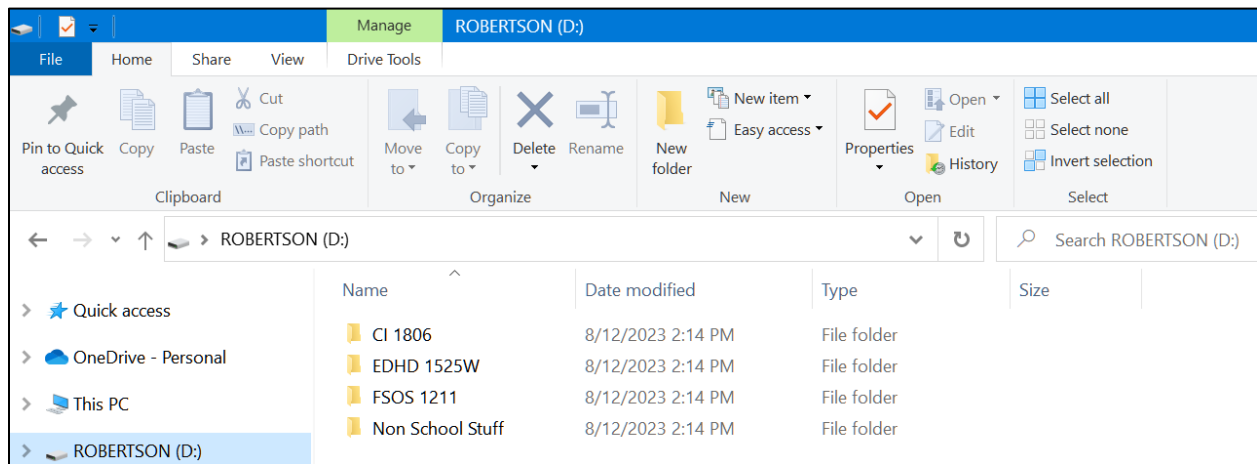 Manage ROBERTSON (D:)
File Home Share View Drive Tools
Pin to Quick access
Copy
Paste
Cut
Copy path
Paste shortcut
Clipboard
Move to
Copy to
Delete
Rename
Organize
New folder
New item
Easy access
New
Properties
Open
Edit
History
Open
Select all
Select none
Invert selection
Select
ROBERTSON (D:)
Search ROBERTSON (D:)
Quick access
OneDrive - Personal
This PC
ROBERTSON (D:)
Name Date modified Type Size
CI 1806 8/12/2023 2:14 PM File folder
EDHD 1525W 8/12/2023 2:14 PM File folder
FSOS 1211 8/12/2023 2:14 PM File folder
Non School Stuff 8/12/2023 2:14 PM File folder